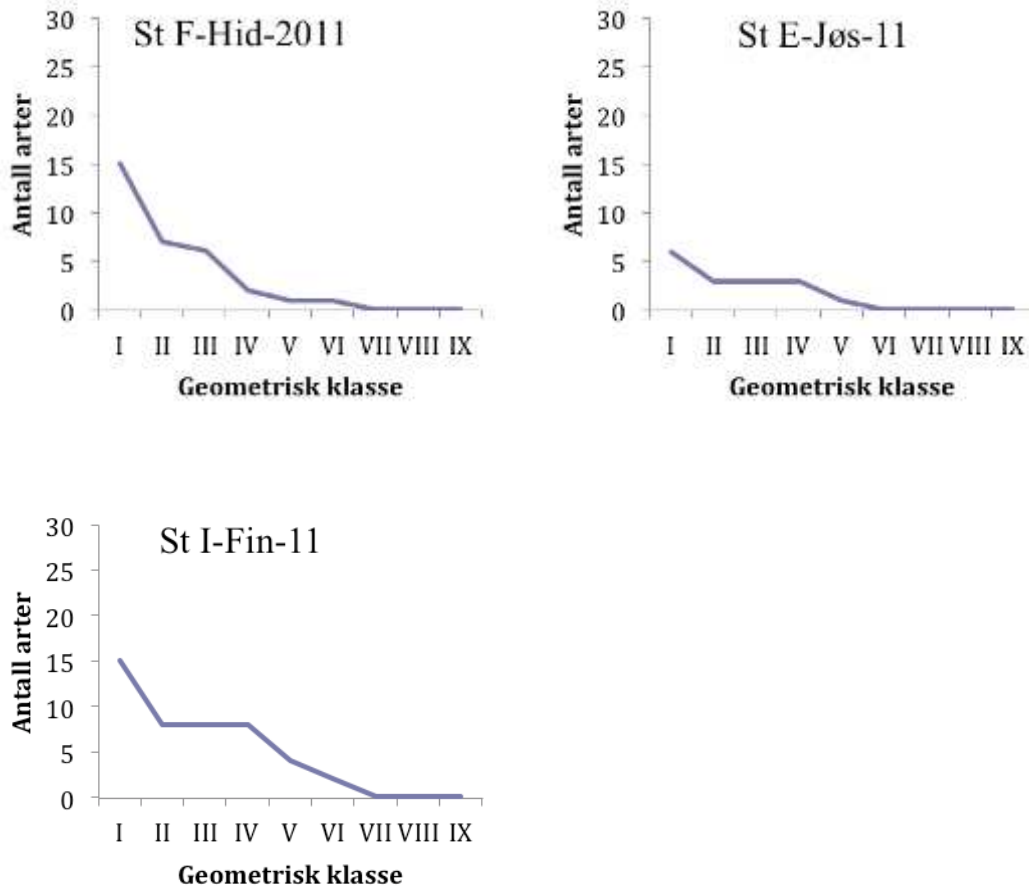 St F-Hid-2011
Antall arter
30
25
20
15
10
5
0
I II III IV V VI VII VIII IX
Geometrisk klasse
St E-Jøs-11
Antall arter
30
25
20
15
10
5
0
I II III IV V VI VII VIII IX
Geometrisk klasse
St I-Fin-11
Antall arter
30
25
20
15
10
5
0
I II III IV V VI VII VIII IX
Geometrisk klasse